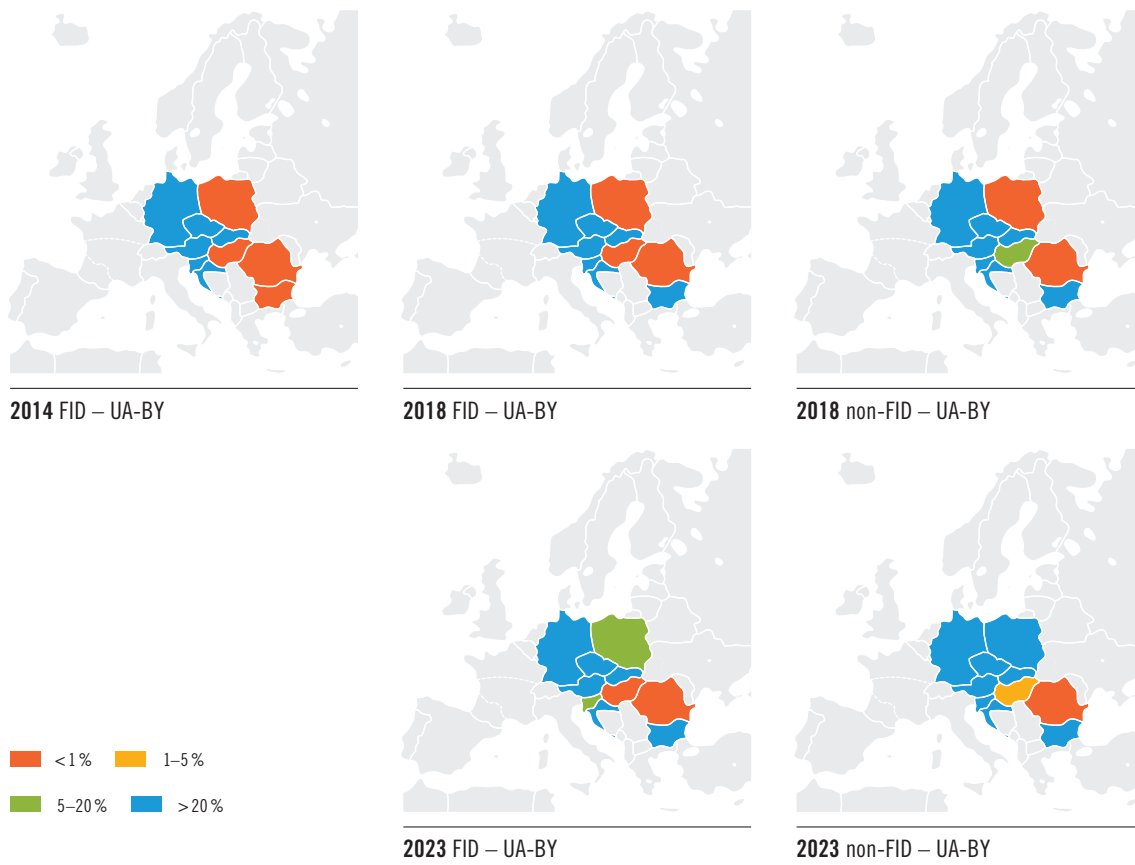 2014 FID – UA-BY
2018 FID – UA-BY
2018 non-FID – UA-BY
<1 %
1–5 %
5–20 %
>20 %
2023 FID – UA-BY
2023 non-FID – UA-BY